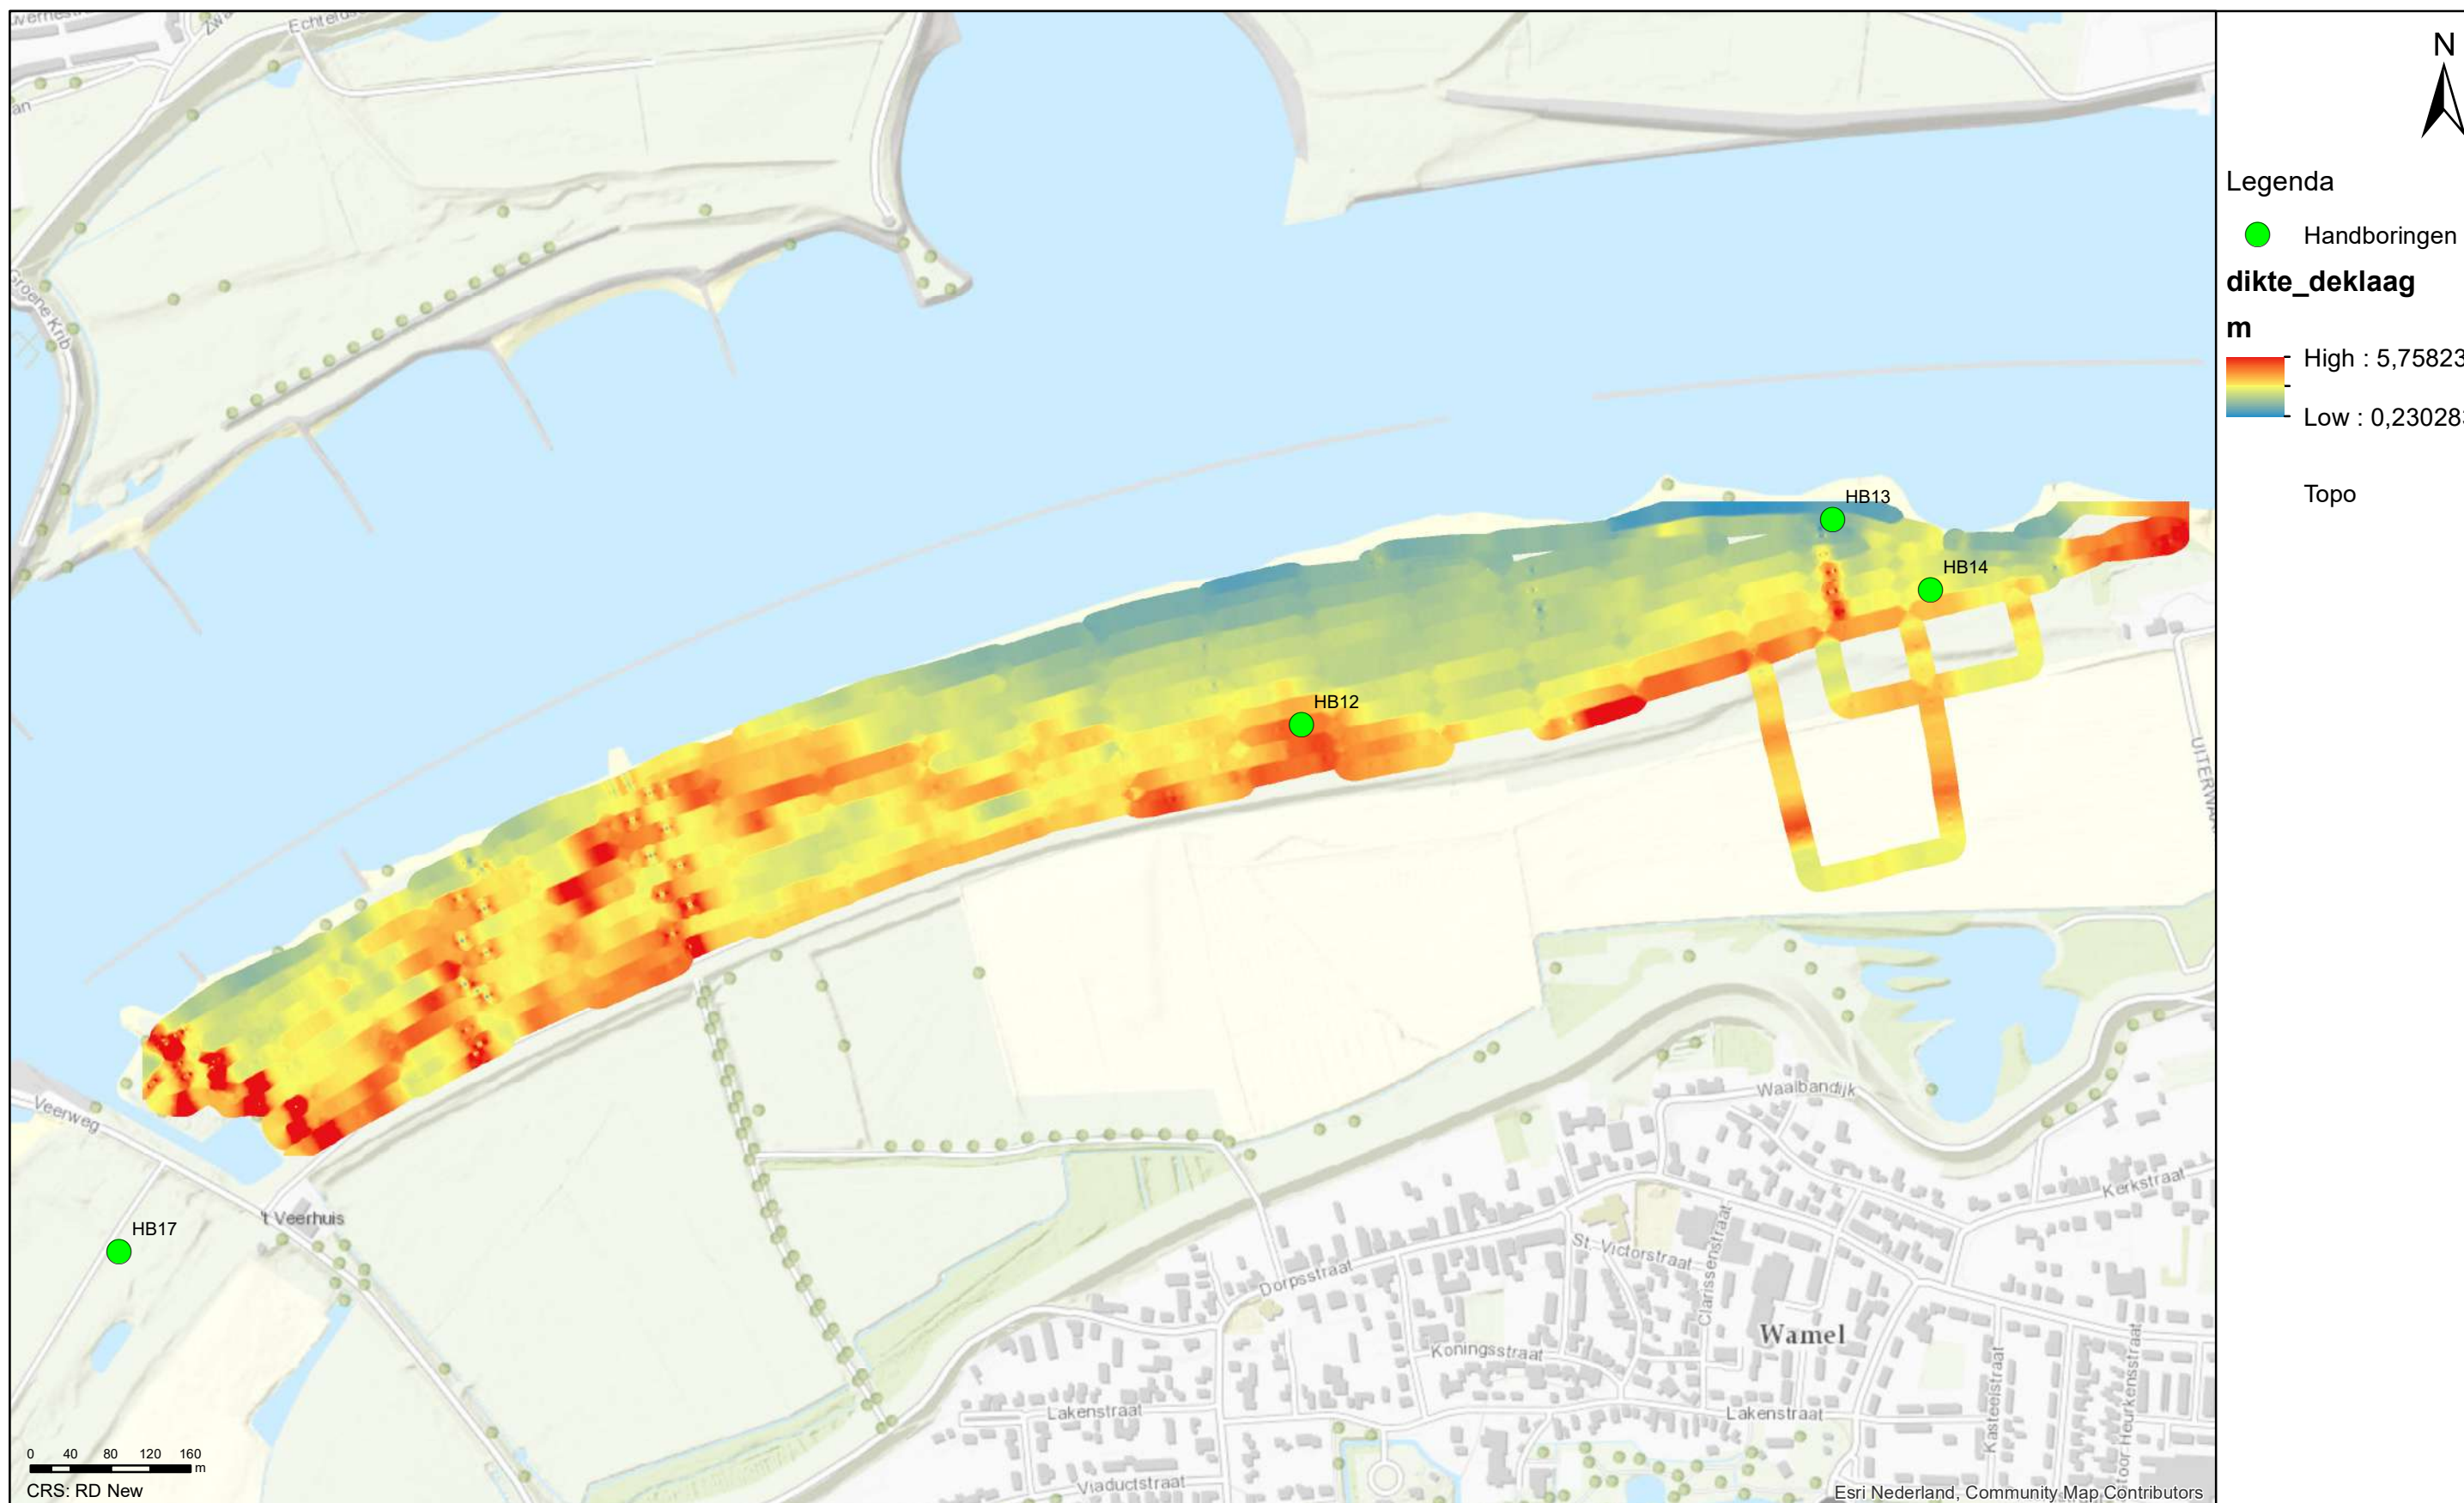 Groene Krib
Veerweg
't Veerhuis
HB17
HB12
HB13
HB14
Waalbandijk
Kerkstraat
Dorpsstraat
St. Victorstraat
Clarissenstraat
Koningsstraat
Wamel
Lakenstraat
Lakenstraat
Kasteelstraat
Viaductstraat
0 40 80 120 160
m
CRS: RD New
Esri Nederland, Community Map Contributors
N
Legenda
Handboringen
dikte_deklaag
m
High : 5,75823
Low : 0,23028
Topo